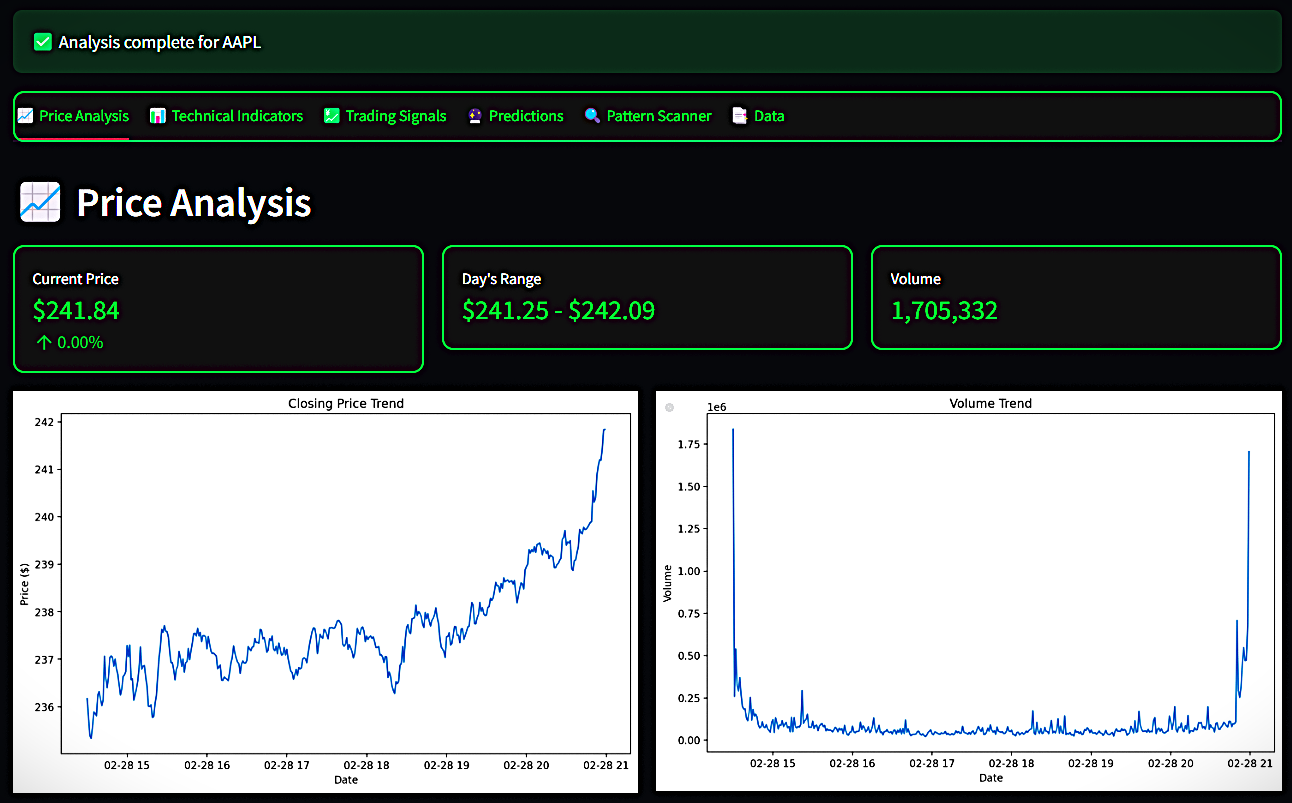 ✅ Analysis complete for AAPL
📈 Price Analysis 📊 Technical Indicators 💹 Trading Signals 🔮 Predictions 🔍 Pattern Scanner 📑 Data
📈 Price Analysis
Current Price
$241.84
↑ 0.00%
Day's Range
$241.25 - $242.09
Volume
1,705,332
Closing Price Trend
242
241
240
239
238
237
236
Price ($)
02-28 15 02-28 16 02-28 17 02-28 18 02-28 19 02-28 20 02-28 21
Date
Volume Trend
1e6
1.75
1.50
1.25
1.00
0.75
0.50
0.25
0.00
Volume
02-28 15 02-28 16 02-28 17 02-28 18 02-28 19 02-28 20 02-28 21
Date